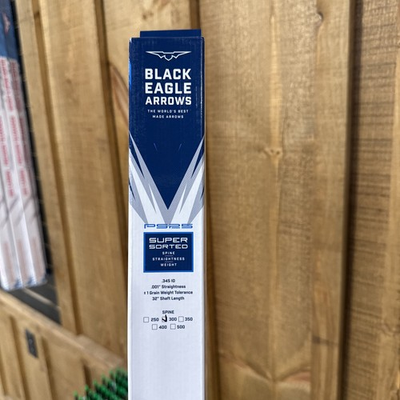 BLACK
EAGLE
ARROWS
THE WORLD'S BEST
MADE ARROWS
PS25
SUPER
SORTED
SPINE
STRAIGHTNESS
WEIGHT
.245 ID
.001" Straightness
± 1 Grain Weight Tolerance
32" Shaft Length
SPINE
250 300 350
400 500